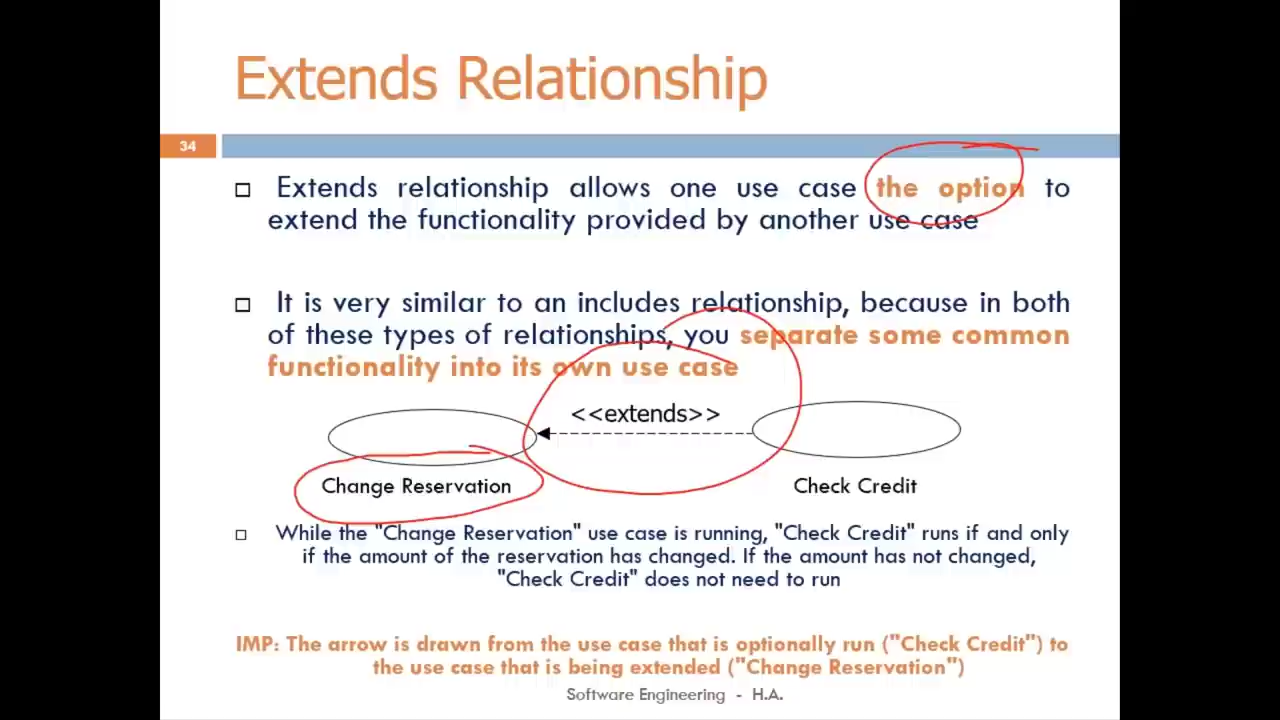 Extends Relationship
34
Extends relationship allows one use case the option to
extend the functionality provided by another use case
It is very similar to an includes relationship, because in both
of these types of relationships, you separate some common
functionality into its own use case
<<extends>>
Change Reservation
Check Credit
While the "Change Reservation" use case is running, "Check Credit" runs if and only
if the amount of the reservation has changed. If the amount has not changed,
"Check Credit" does not need to run
IMP: The arrow is drawn from the use case that is optionally run ("Check Credit") to
the use case that is being extended ("Change Reservation")
Software Engineering - H.A.